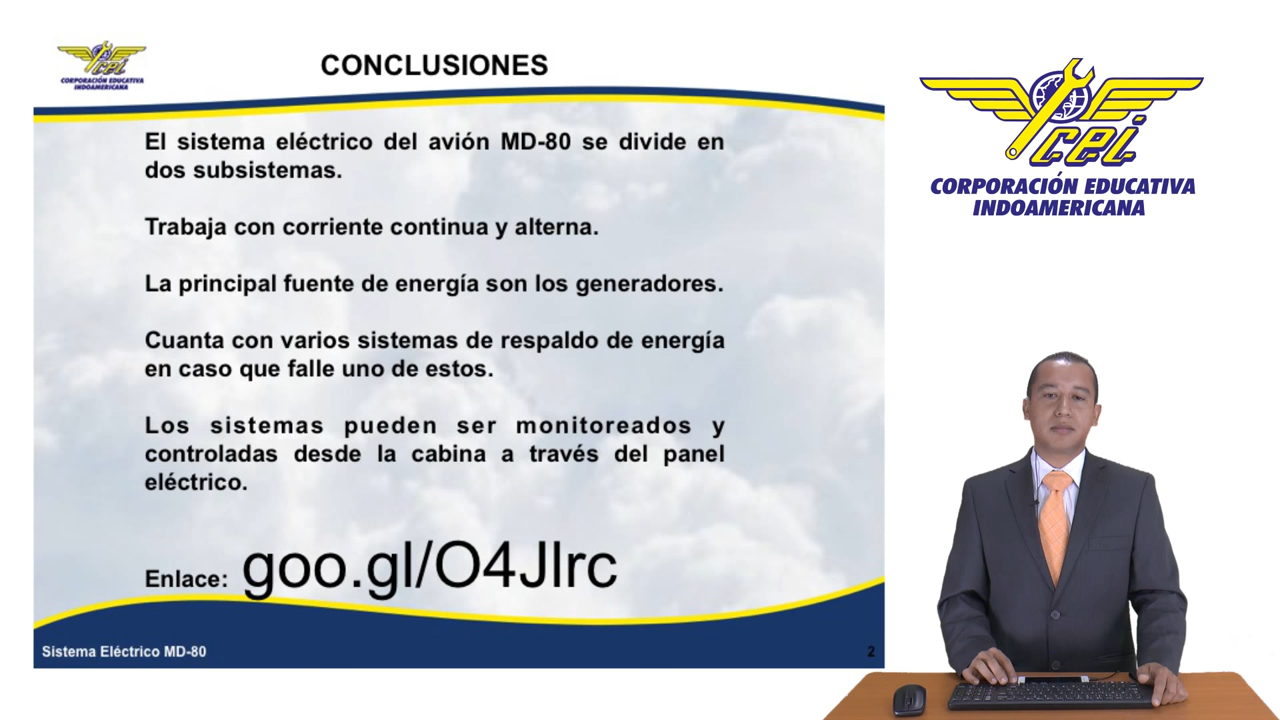 cei
CORPORACIÓN EDUCATIVA
INDOAMERICANA
CONCLUSIONES
El sistema eléctrico del avión MD-80 se divide en
dos subsistemas.
Trabaja con corriente continua y alterna.
La principal fuente de energía son los generadores.
Cuanta con varios sistemas de respaldo de energía
en caso que falle uno de estos.
Los sistemas pueden ser monitoreados y
controladas desde la cabina a través del panel
eléctrico.
Enlace: goo.gl/O4JIrc
Sistema Eléctrico MD-80
2
cei
CORPORACIÓN EDUCATIVA
INDOAMERICANA